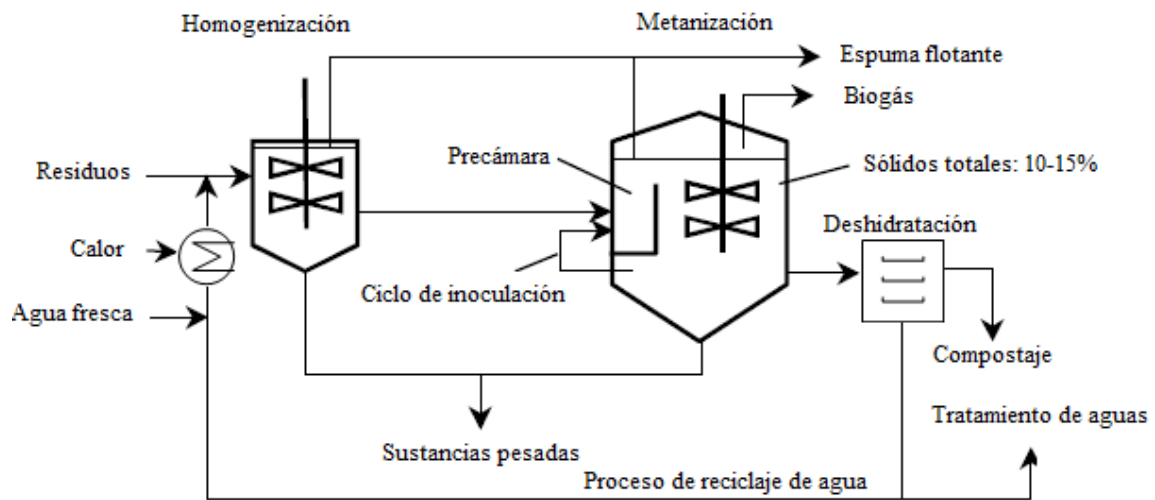 Homogenización
Metanización
Espuma flotante
Biogás
Precámara
Residuos
Sólidos totales: 10-15%
Deshidratación
Calor
Ciclo de inoculación
Agua fresca
Compostaje
Tratamiento de aguas
Sustancias pesadas
Proceso de reciclaje de agua